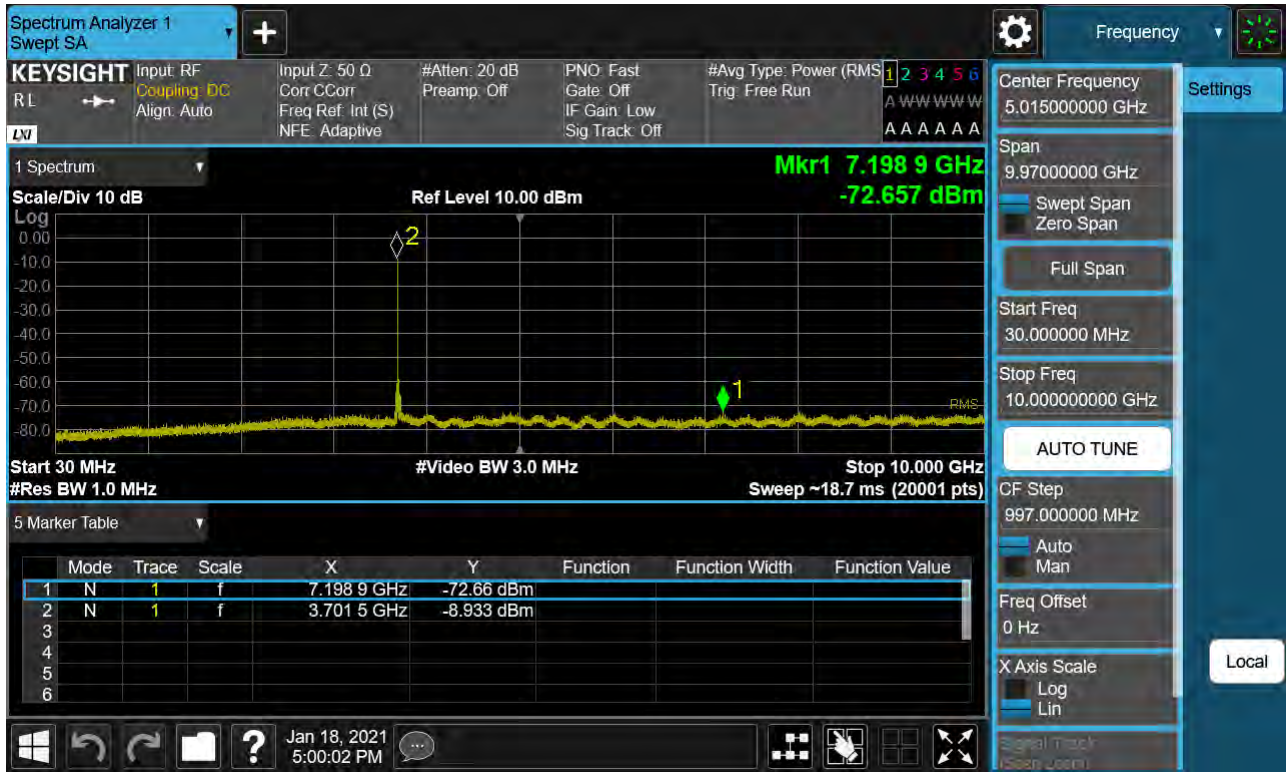 Spectrum Analyzer 1
Swept SA
+
Frequency
KEYSIGHT
RL
LXI
Input: RF
Coupling: DC
Align: Auto
Input Z: 50 Ω
Corr CCorr
Freq Ref: Int (S)
NFE: Adaptive
#Atten: 20 dB
Preamp: Off
PNO: Fast
Gate: Off
IF Gain: Low
Sig Track: Off
#Avg Type: Power (RMS
Trig: Free Run
1 2 3 4 5 6
A W W W W W
A A A A A A
1 Spectrum
Scale/Div 10 dB
Ref Level 10.00 dBm
Mkr1 7.198 9 GHz
-72.657 dBm
Log
0.00
-10.0
-20.0
-30.0
-40.0
-50.0
-60.0
-70.0
-80.0
2
1
RMS
Start 30 MHz
#Video BW 3.0 MHz
Stop 10.000 GHz
#Res BW 1.0 MHz
Sweep ~18.7 ms (20001 pts)
5 Marker Table
Mode Trace Scale X Y Function Function Width Function Value
1 N 1 f 7.198 9 GHz -72.66 dBm
2 N 1 f 3.701 5 GHz -8.933 dBm
3
4
5
6
?
Jan 18, 2021
5:00:02 PM
Center Frequency
5.015000000 GHz
Settings
Span
9.97000000 GHz
Swept Span
Zero Span
Full Span
Start Freq
30.000000 MHz
Stop Freq
10.000000000 GHz
AUTO TUNE
CF Step
997.000000 MHz
Auto
Man
Freq Offset
0 Hz
X Axis Scale
Log
Lin
Local
Signal Track
(Span Zoom)